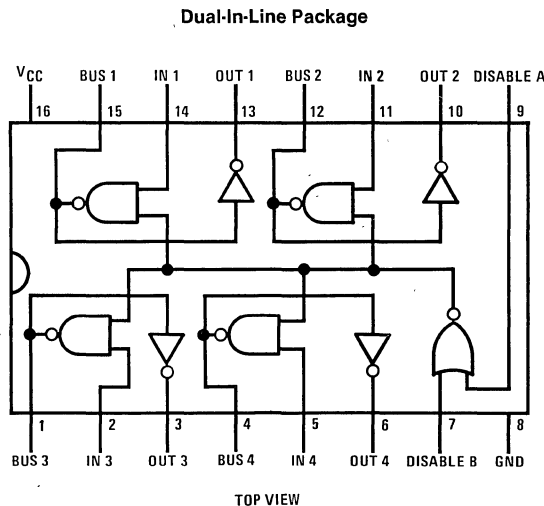 Dual-In-Line Package
VCC BUS 1 IN 1 OUT 1 BUS 2 IN 2 OUT 2 DISABLE A
16 15 14 13 12 11 10 9
1 2 3 4 5 6 7 8
BUS 3 IN 3 OUT 3 BUS 4 IN 4 OUT 4 DISABLE B GND
TOP VIEW